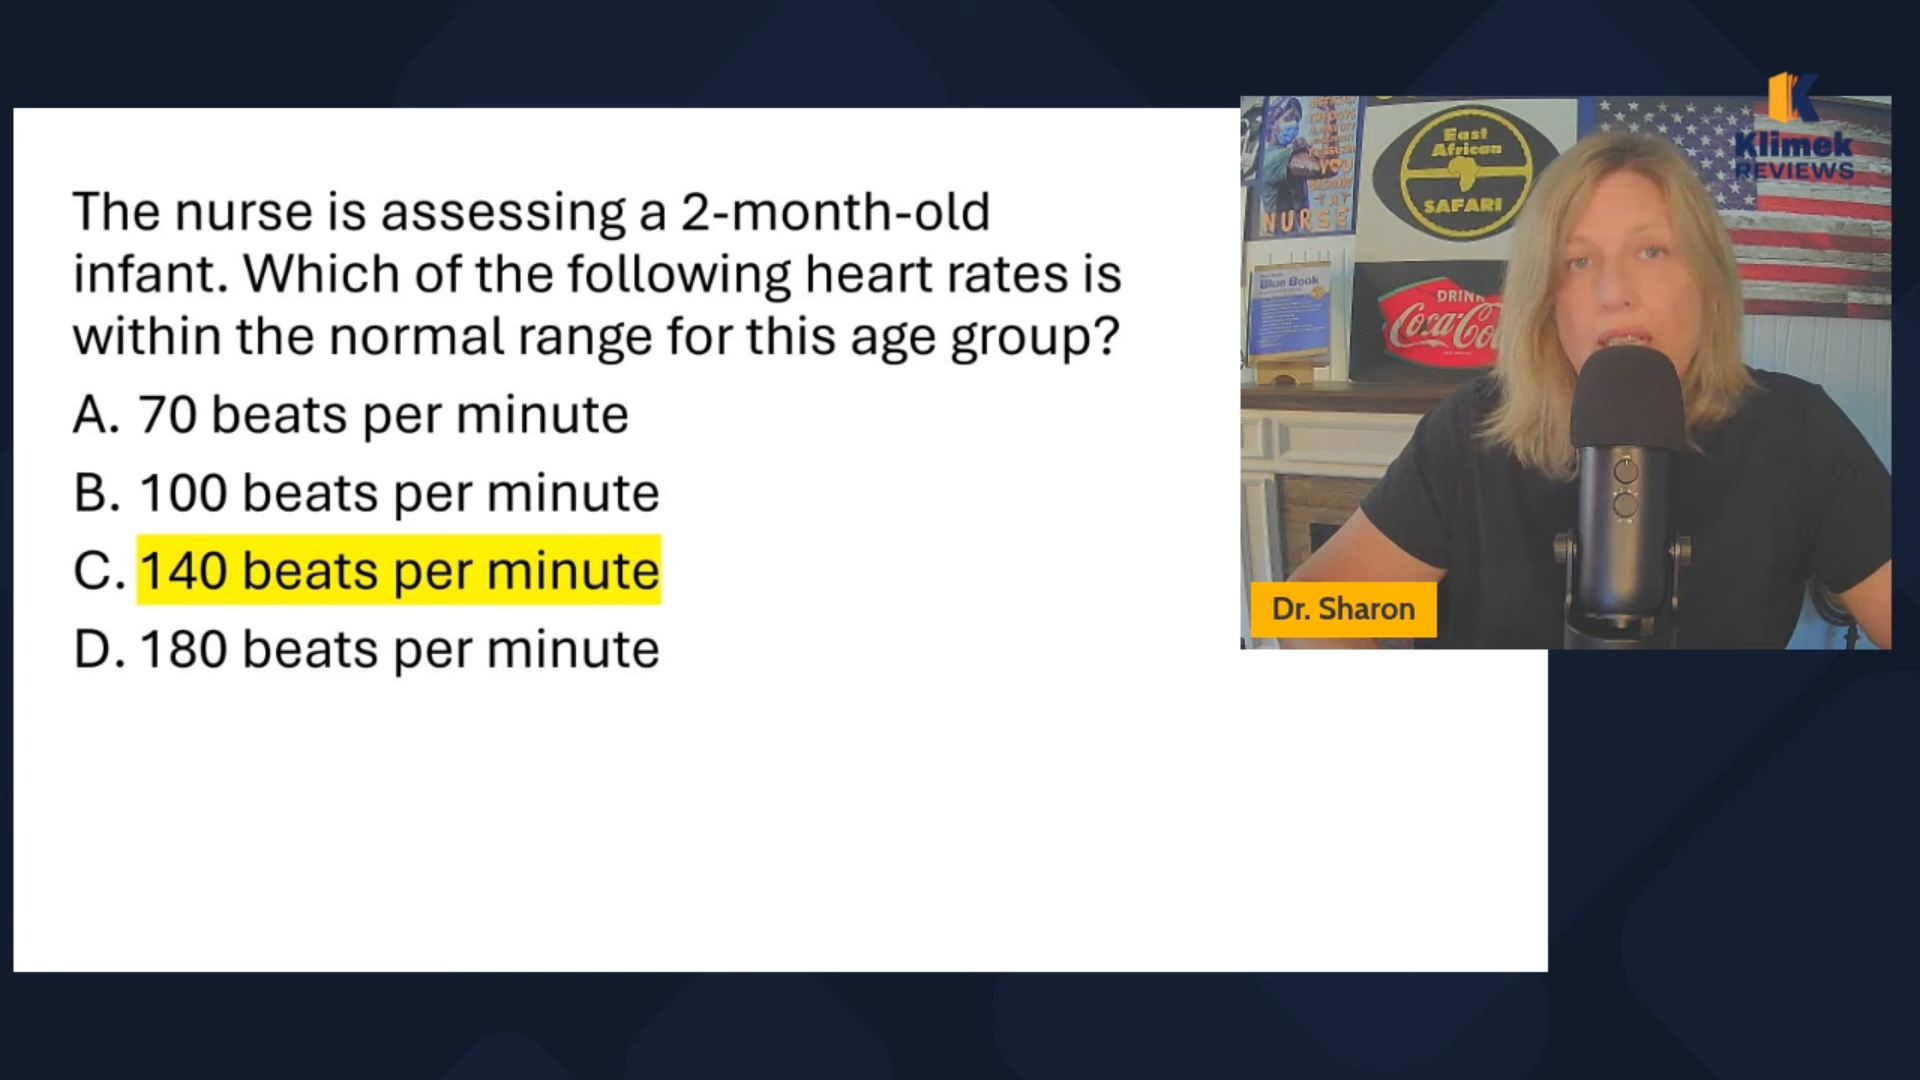 The nurse is assessing a 2-month-old
infant. Which of the following heart rates is
within the normal range for this age group?
A. 70 beats per minute
B. 100 beats per minute
C. 140 beats per minute
D. 180 beats per minute
Klimek
REVIEWS
East
African
SAFARI
YOU
NURSE
Blue Book
DRINK
Coca-Col
Dr. Sharon